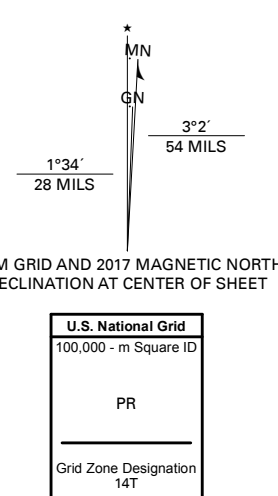 ★
MN
GN
3°2´
54 MILS
1°34´
28 MILS
M GRID AND 2017 MAGNETIC NORTH
ECLINATION AT CENTER OF SHEET
U.S. National Grid
100,000 - m Square ID
PR
Grid Zone Designation
14T